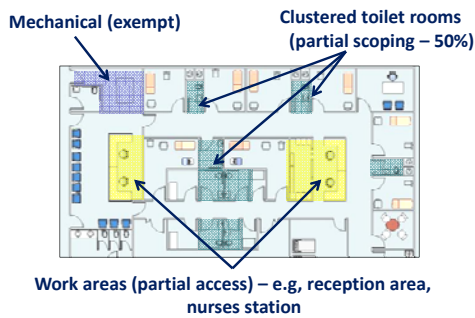 Mechanical (exempt)
Clustered toilet rooms
(partial scoping – 50%)
Work areas (partial access) – e.g, reception area,
nurses station